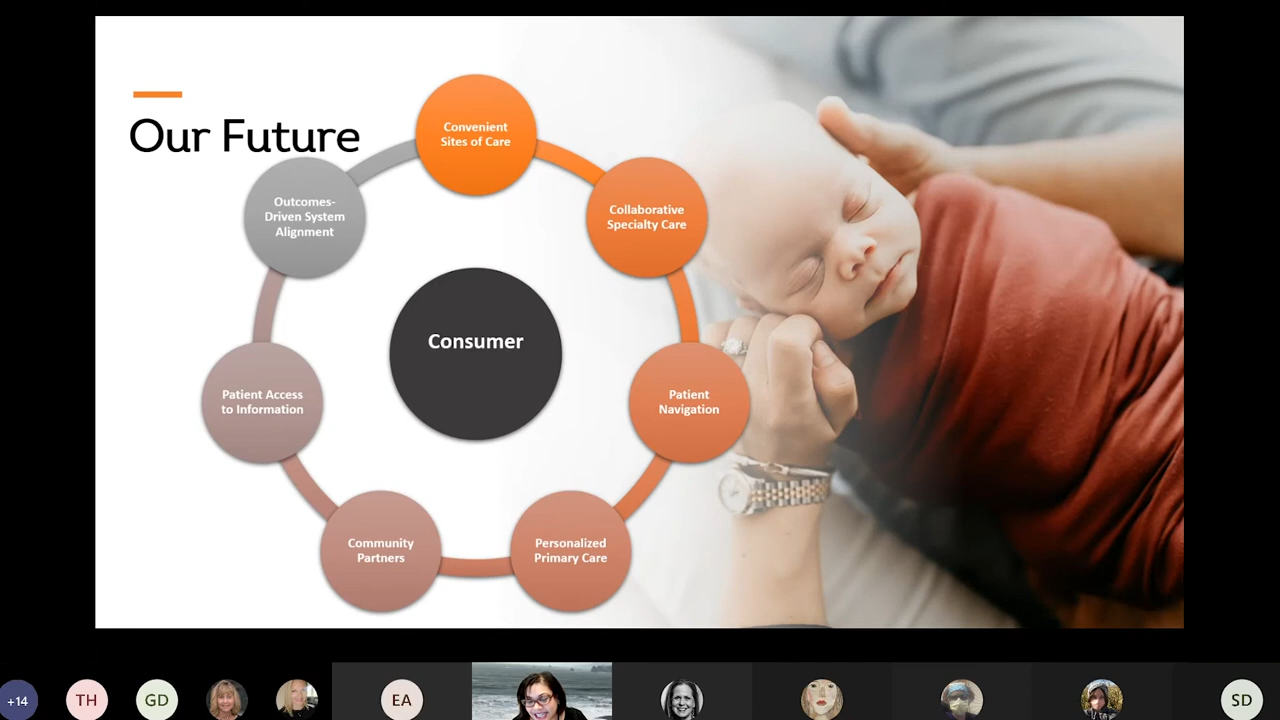 Our Future
Convenient
Sites of Care
Collaborative
Specialty Care
Patient
Navigation
Personalized
Primary Care
Community
Partners
Patient Access
to Information
Outcomes-
Driven System
Alignment
Consumer
+14
TH
GD
EA
SD